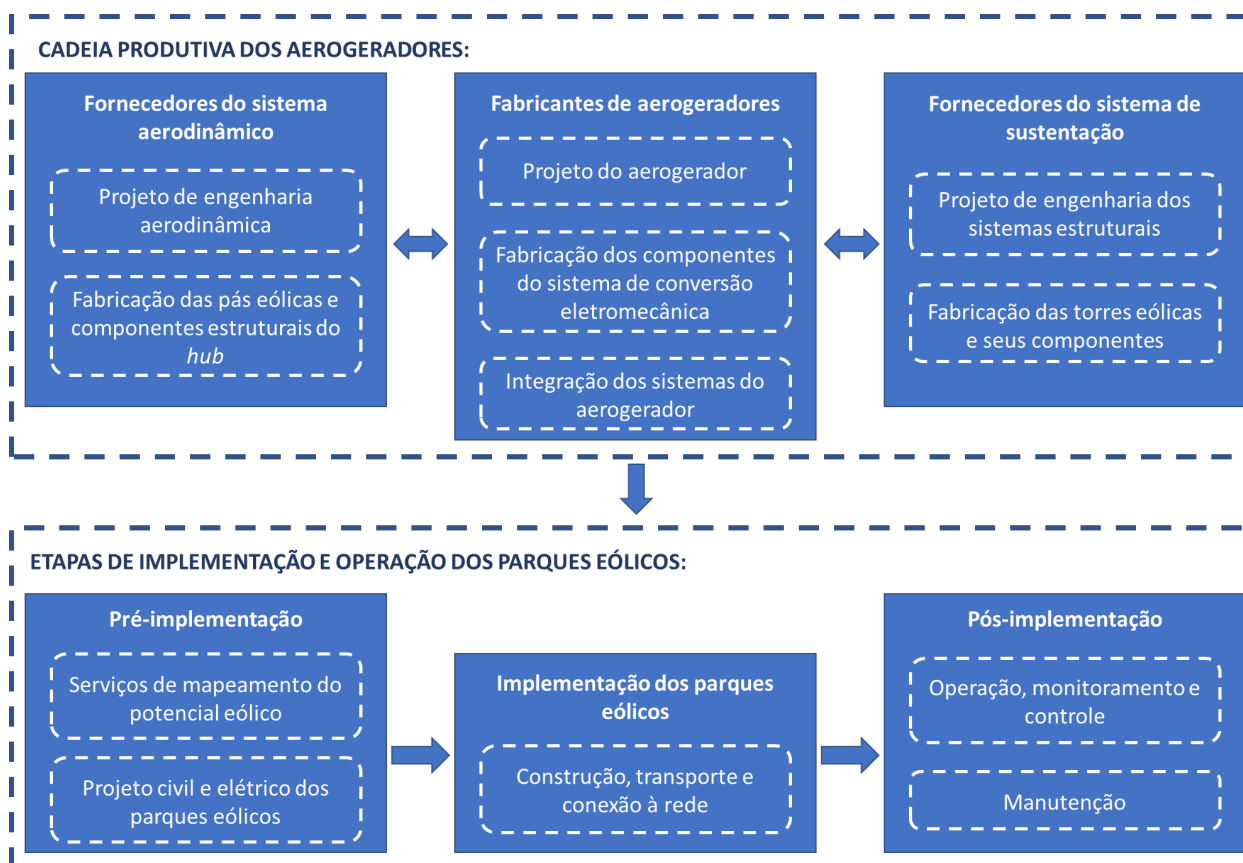 CADEIA PRODUTIVA DOS AEROGERADORES:
Fornecedores do sistema
aerodinâmico
Projeto de engenharia
aerodinâmica
Fabricação das pás eólicas e
componentes estruturais do
hub
Fabricantes de aerogeradores
Projeto do aerogerador
Fabricação dos componentes
do sistema de conversão
eletromecânica
Integração dos sistemas do
aerogerador
Fornecedores do sistema de
sustentação
Projeto de engenharia dos
sistemas estruturais
Fabricação das torres eólicas
e seus componentes
ETAPAS DE IMPLEMENTAÇÃO E OPERAÇÃO DOS PARQUES EÓLICOS:
Pré-implementação
Serviços de mapeamento do
potencial eólico
Projeto civil e elétrico dos
parques eólicos
Implementação dos parques
eólicos
Construção, transporte e
conexão à rede
Pós-implementação
Operação, monitoramento e
controle
Manutenção